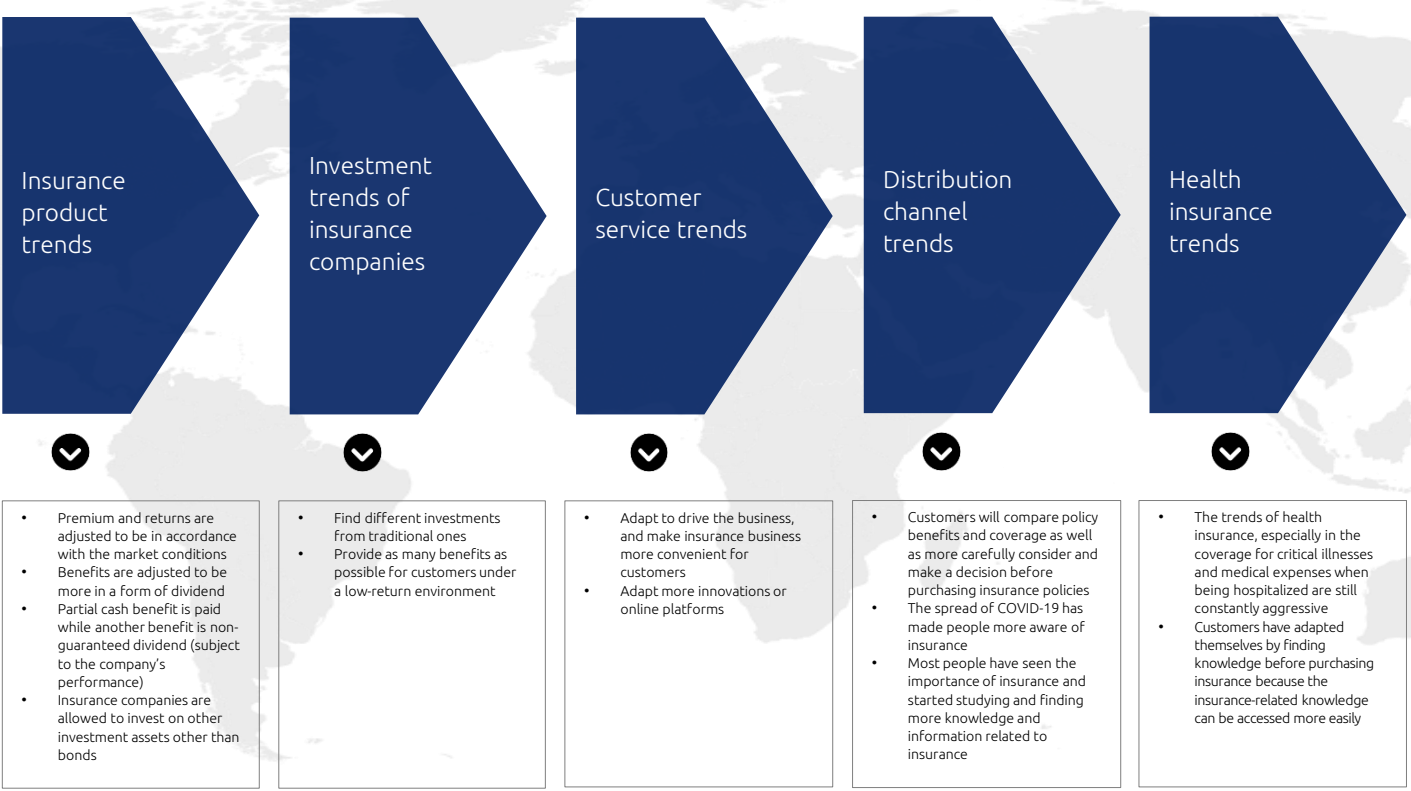 Insurance
product
trends
Investment
trends of
insurance
companies
Customer
service trends
Distribution
channel
trends
Health
insurance
trends
• Premium and returns are
adjusted to be in accordance
with the market conditions
• Benefits are adjusted to be
more in a form of dividend
• Partial cash benefit is paid
while another benefit is non-
guaranteed dividend (subject
to the company's
performance)
• Insurance companies are
allowed to invest on other
investment assets other than
bonds
• Find different investments
from traditional ones
• Provide as many benefits as
possible for customers under
a low-return environment
• Adapt to drive the business,
and make insurance business
more convenient for
customers
• Adapt more innovations or
online platforms
• Customers will compare policy
benefits and coverage as well
as more carefully consider and
make a decision before
purchasing insurance policies
• The spread of COVID-19 has
made people more aware of
insurance
• Most people have seen the
importance of insurance and
started studying and finding
more knowledge and
information related to
insurance
• The trends of health
insurance, especially in the
coverage for critical illnesses
and medical expenses when
being hospitalized are still
constantly aggressive
• Customers have adapted
themselves by finding
knowledge before purchasing
insurance because the
insurance-related knowledge
can be accessed more easily